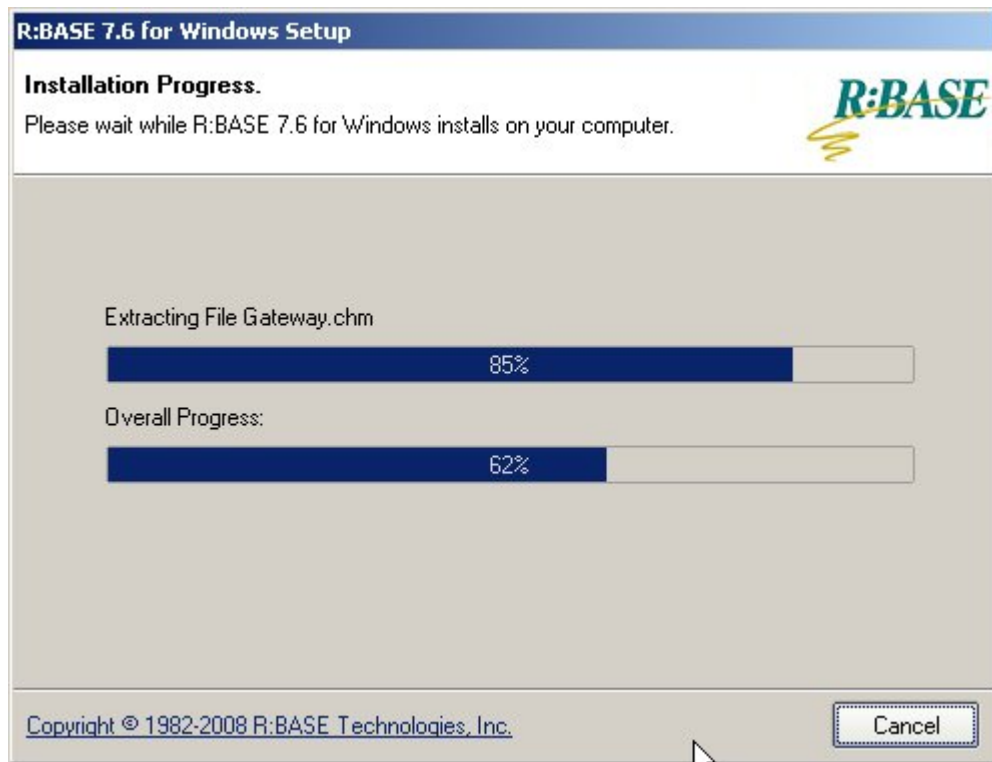 R:BASE 7.6 for Windows Setup
Installation Progress.
Please wait while R:BASE 7.6 for Windows installs on your computer.
R:BASE
Extracting File Gateway.chm
85%
Overall Progress:
62%
Copyright © 1982-2008 R:BASE Technologies, Inc.
Cancel